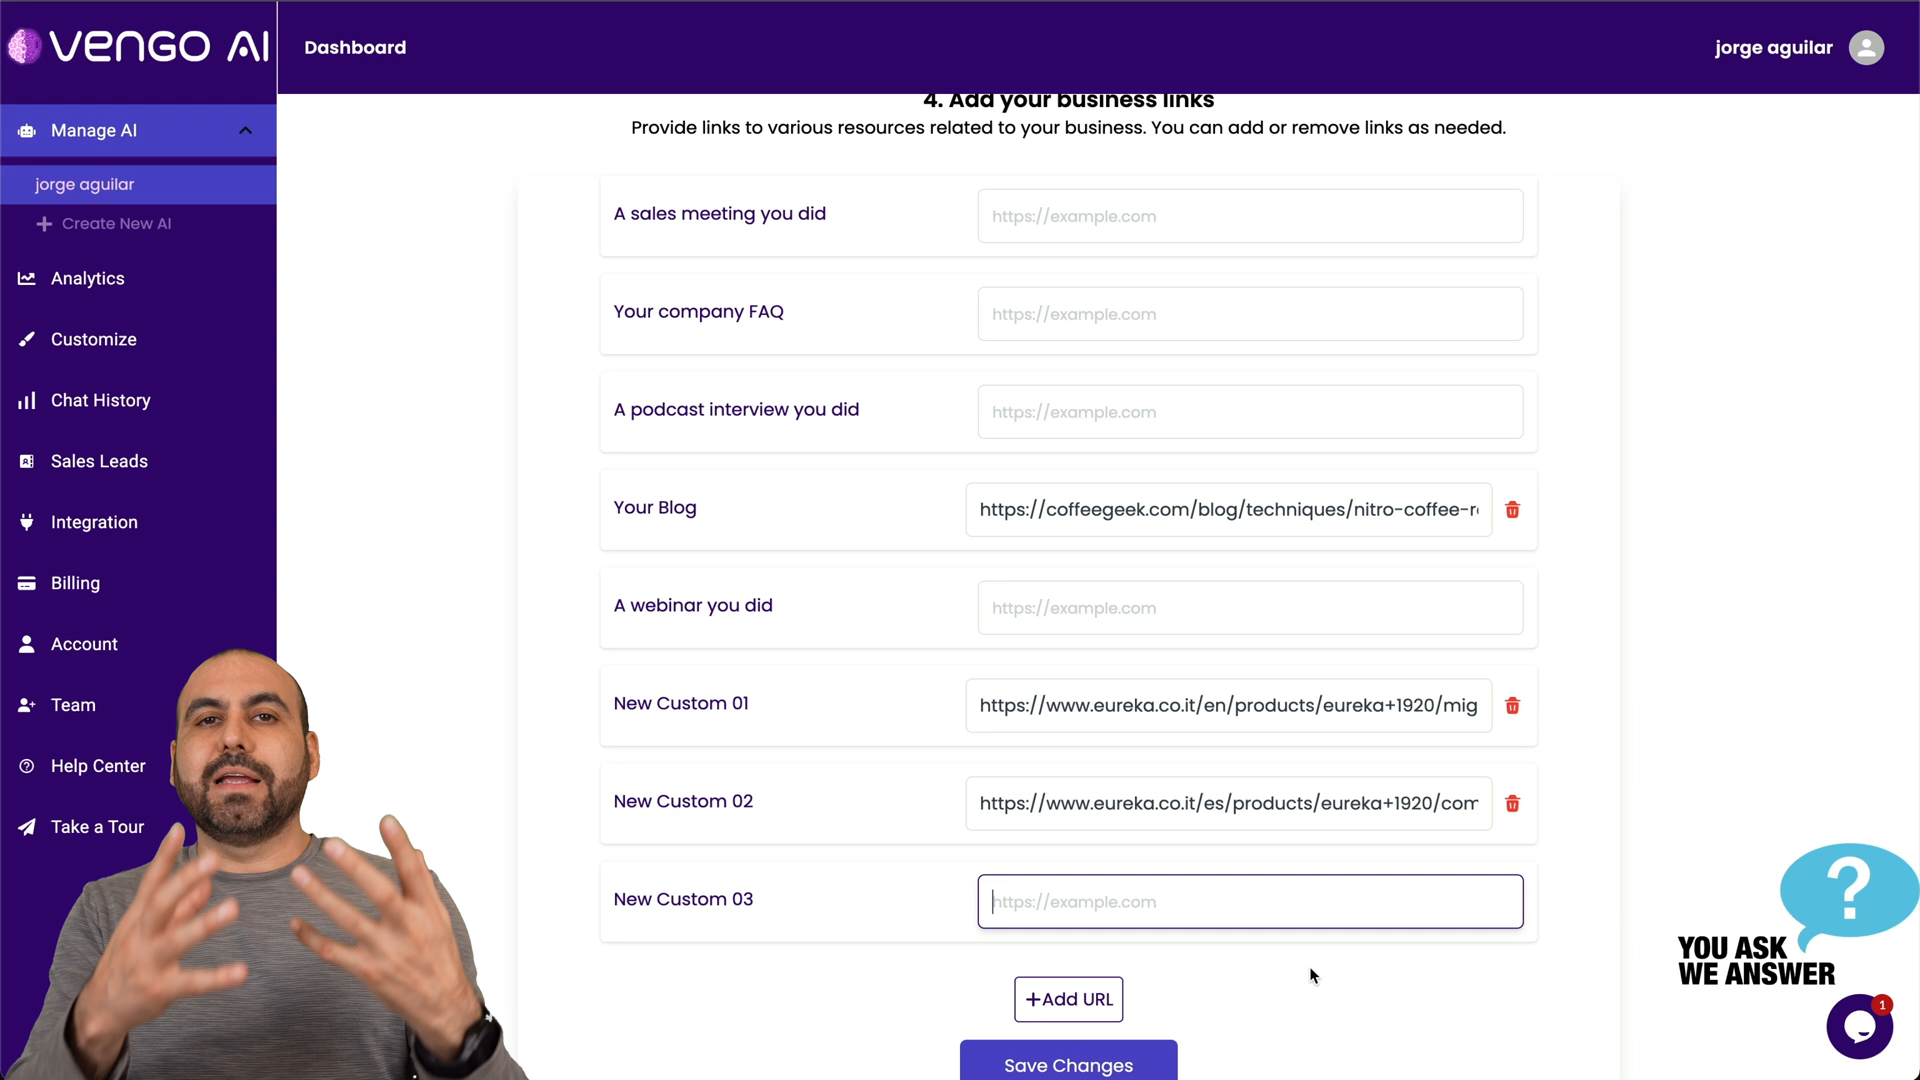 VENGO AI
Dashboard
jorge aguilar
Manage AI
jorge aguilar
Create New AI
Analytics
Customize
Chat History
Sales Leads
Integration
Billing
Account
Team
Help Center
Take a Tour
4. Add your business links
Provide links to various resources related to your business. You can add or remove links as needed.
A sales meeting you did
https://example.com
Your company FAQ
https://example.com
A podcast interview you did
https://example.com
Your Blog
https://coffeegeek.com/blog/techniques/nitro-coffee-r
A webinar you did
https://example.com
New Custom 01
https://www.eureka.co.it/en/products/eureka+1920/mig
New Custom 02
https://www.eureka.co.it/es/products/eureka+1920/com
New Custom 03
https://example.com
+Add URL
Save Changes
?
YOU ASK
WE ANSWER
1